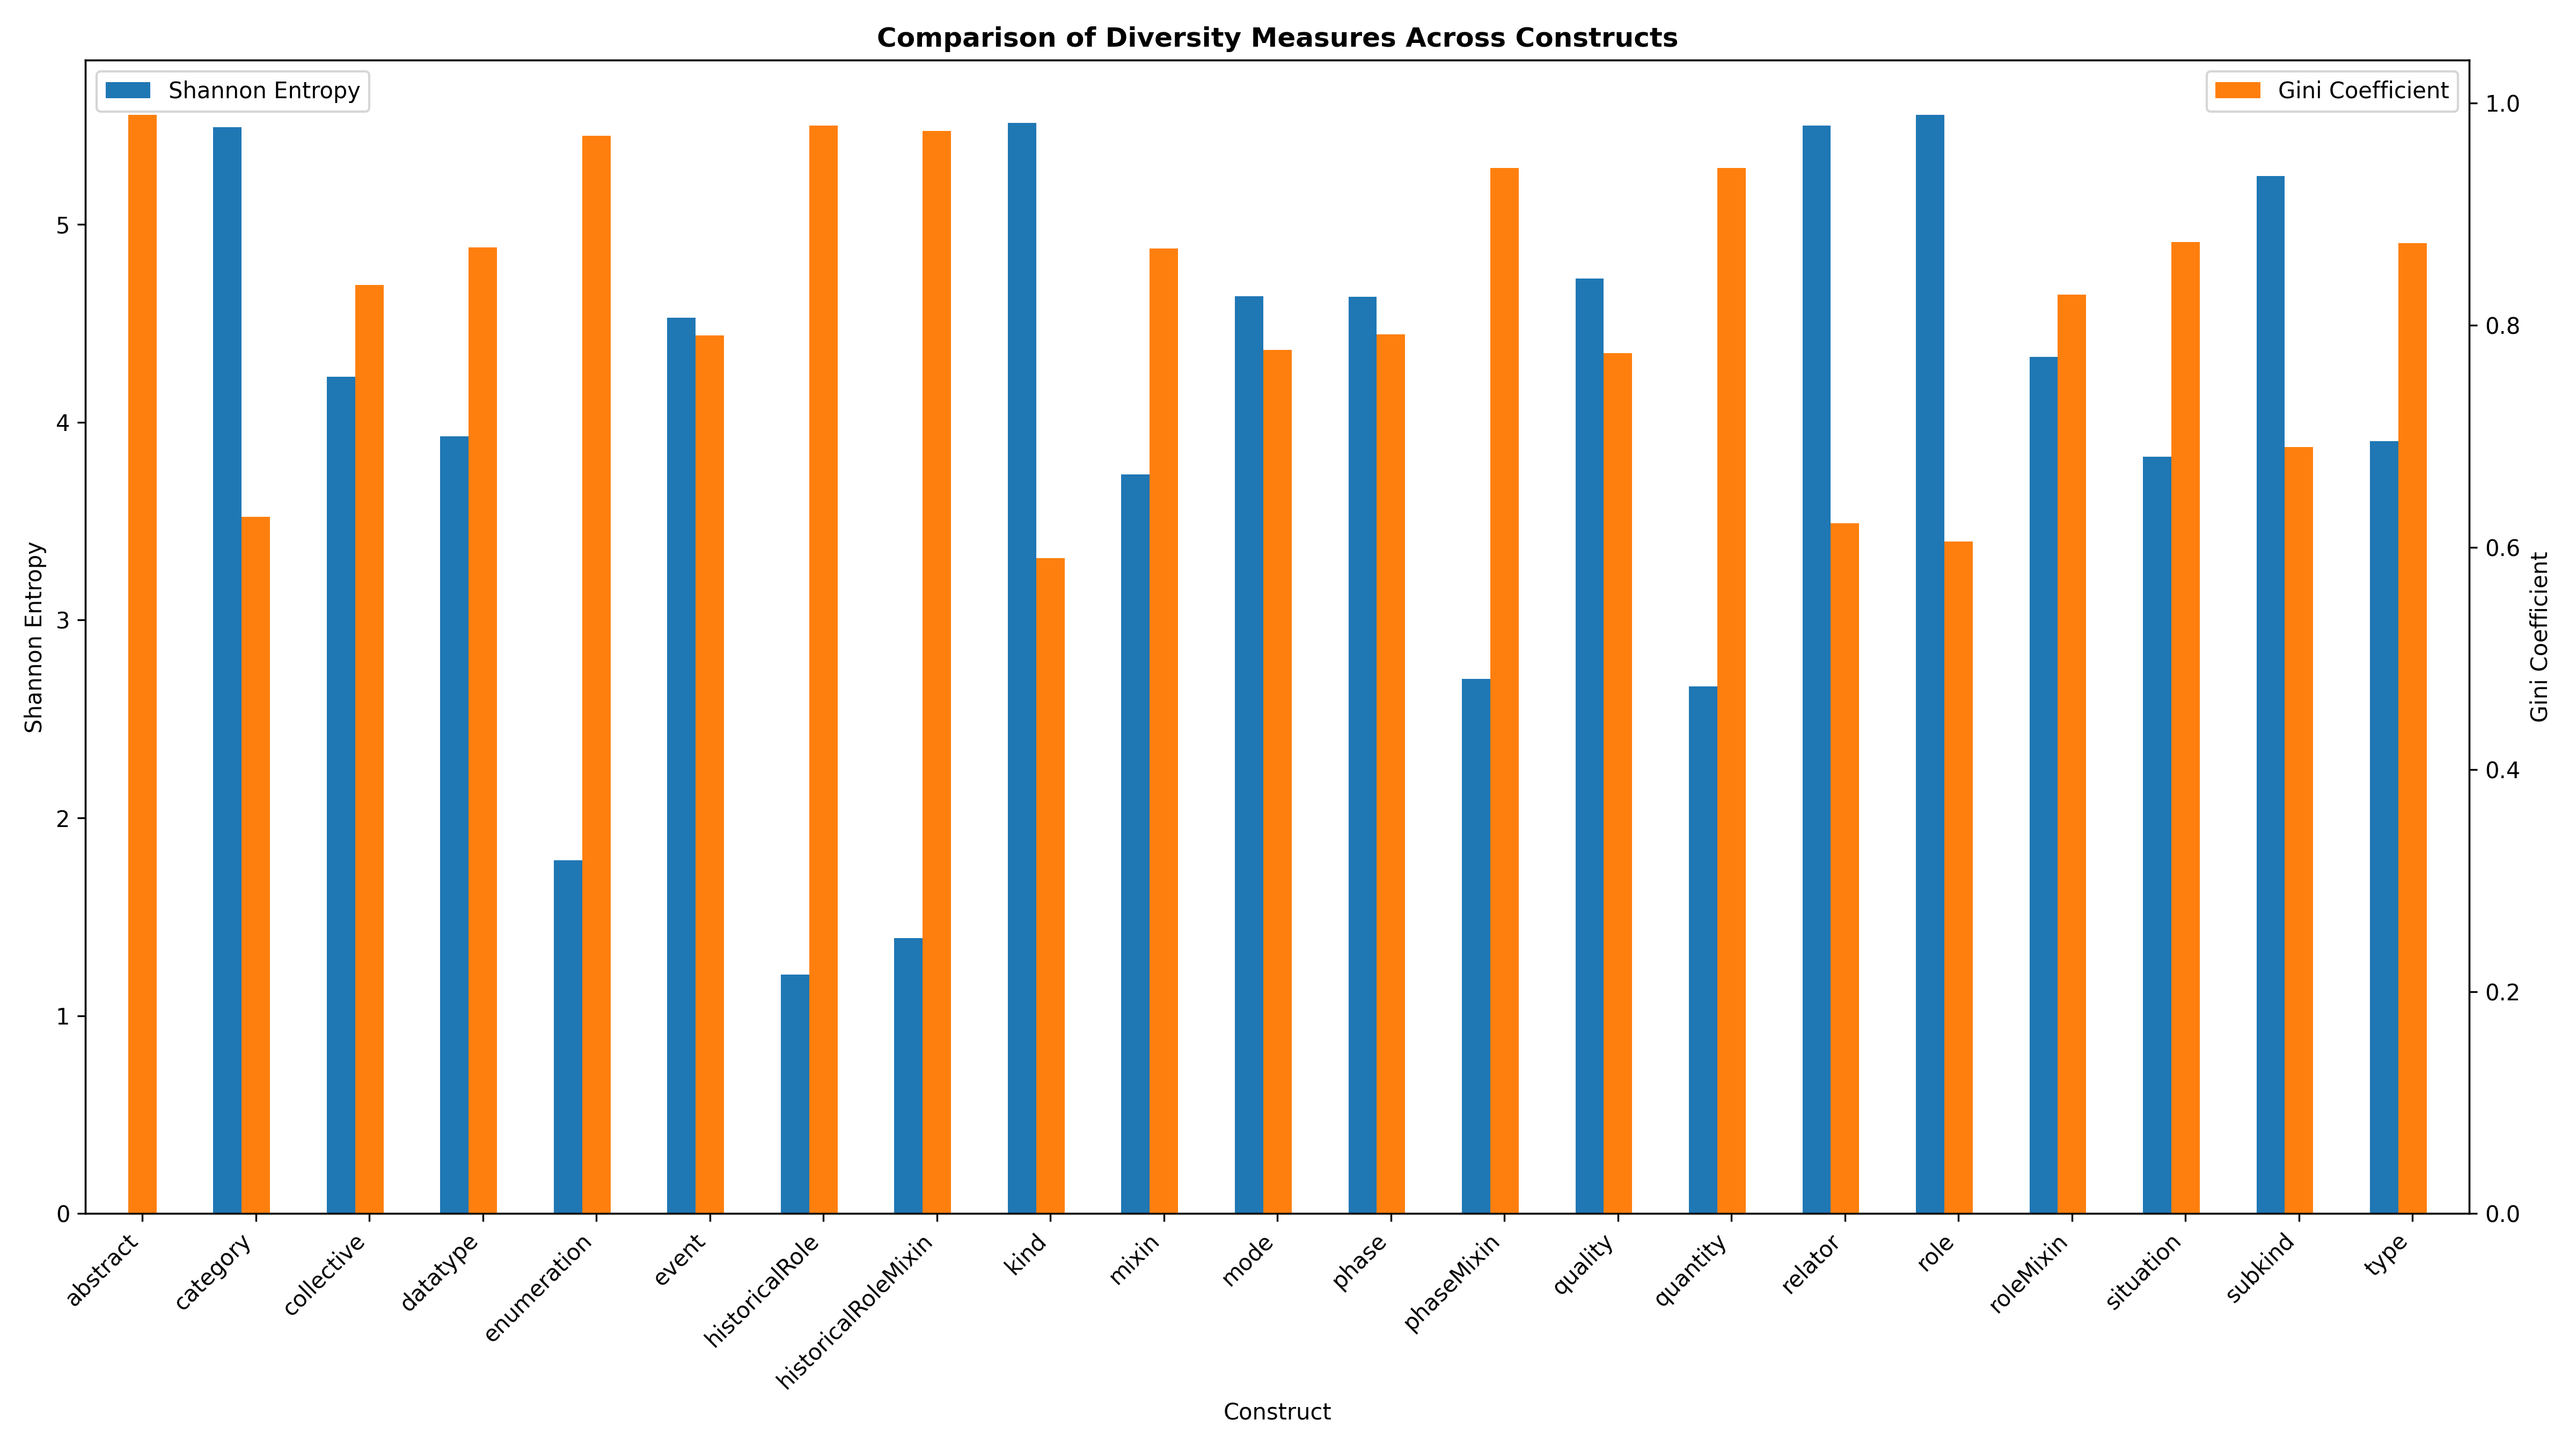 Comparison of Diversity Measures Across Constructs
Shannon Entropy
Gini Coefficient
Shannon Entropy
5
4
3
2
1
0
1.0
0.8
0.6
0.4
0.2
0.0
Gini Coefficient
abstract
category
collective
datatype
enumeration
event
historicalRole
historicalRoleMixin
kind
mixin
mode
phase
phaseMixin
quality
quantity
relator
role
roleMixin
situation
subkind
type
Construct